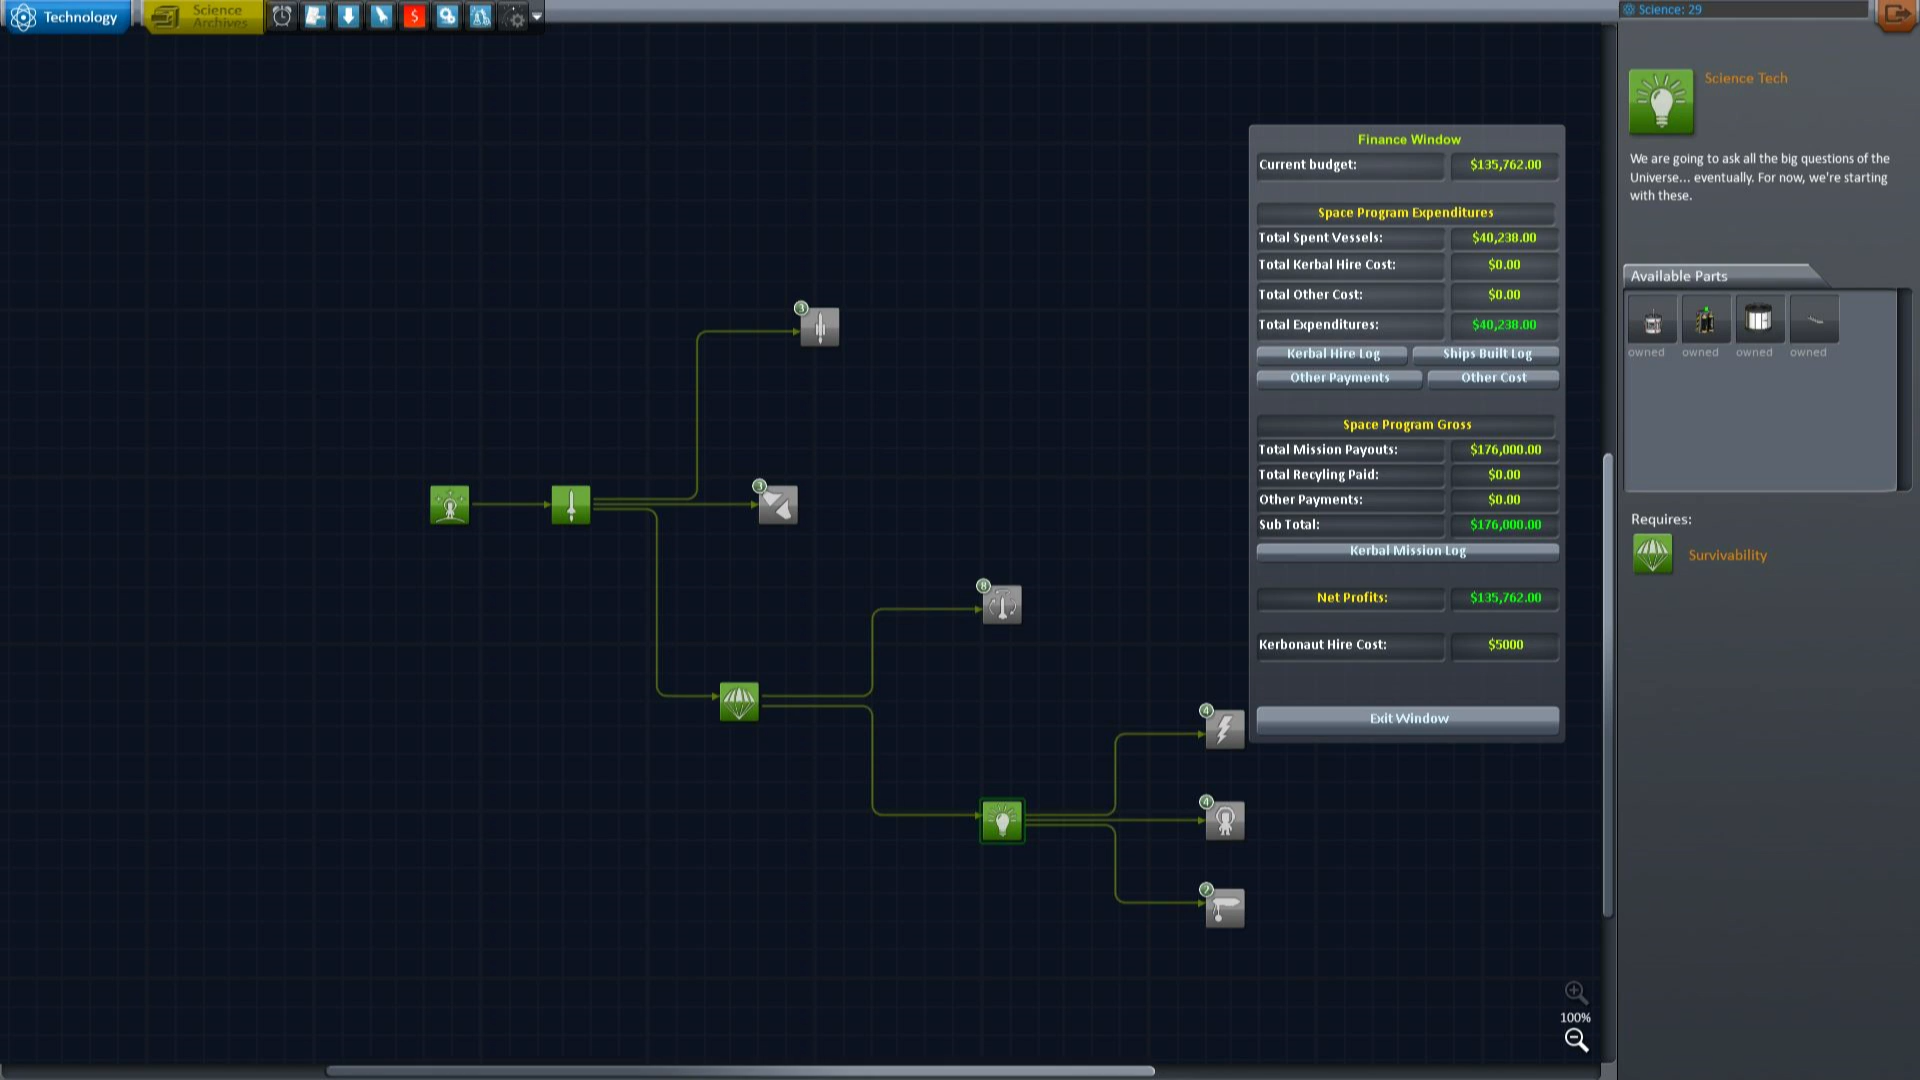 Technology
Science Archives
Science: 29
Science Tech
We are going to ask all the big questions of the
Universe... eventually. For now, we're starting
with these.
Available Parts
owned owned owned owned
Requires:
Survivability
Finance Window
Current budget: $135,762.00
Space Program Expenditures
Total Spent Vessels: $40,238.00
Total Kerbal Hire Cost: $0.00
Total Other Cost: $0.00
Total Expenditures: $40,238.00
Kerbal Hire Log Ships Built Log
Other Payments Other Cost
Space Program Gross
Total Mission Payouts: $176,000.00
Total Recyling Paid: $0.00
Other Payments: $0.00
Sub Total: $176,000.00
Kerbal Mission Log
Net Profits: $135,762.00
Kerbonaut Hire Cost: $5000
Exit Window
3
3
8
4
4
2
100%